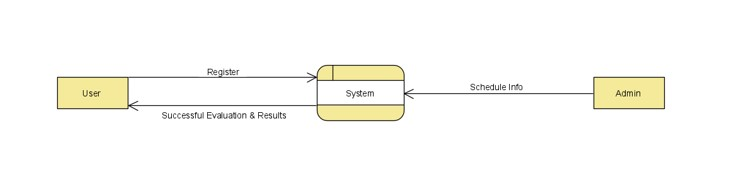 Register
User
System
Successful Evaluation & Results
Schedule Info
Admin